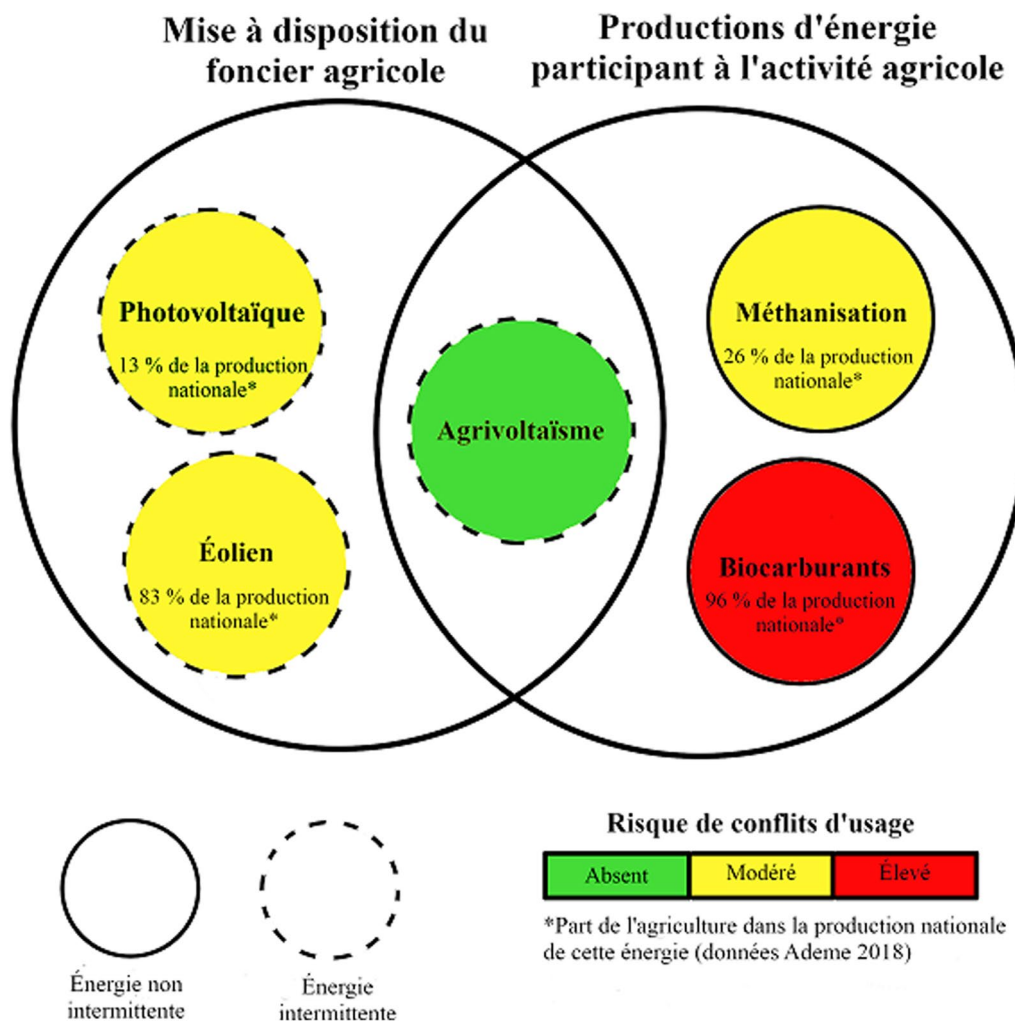 Mise à disposition du
foncier agricole
Productions d'énergie
participant à l'activité agricole
Photovoltaïque
13 % de la production
nationale*
Éolien
83 % de la production
nationale*
Agrivoltaïsme
Méthanisation
26 % de la production
nationale*
Biocarburants
96 % de la production
nationale*
Énergie non
intermittente
Énergie
intermittente
Risque de conflits d'usage
Absent
Modéré
Élevé
*Part de l'agriculture dans la production nationale
de cette énergie (données Ademe 2018)